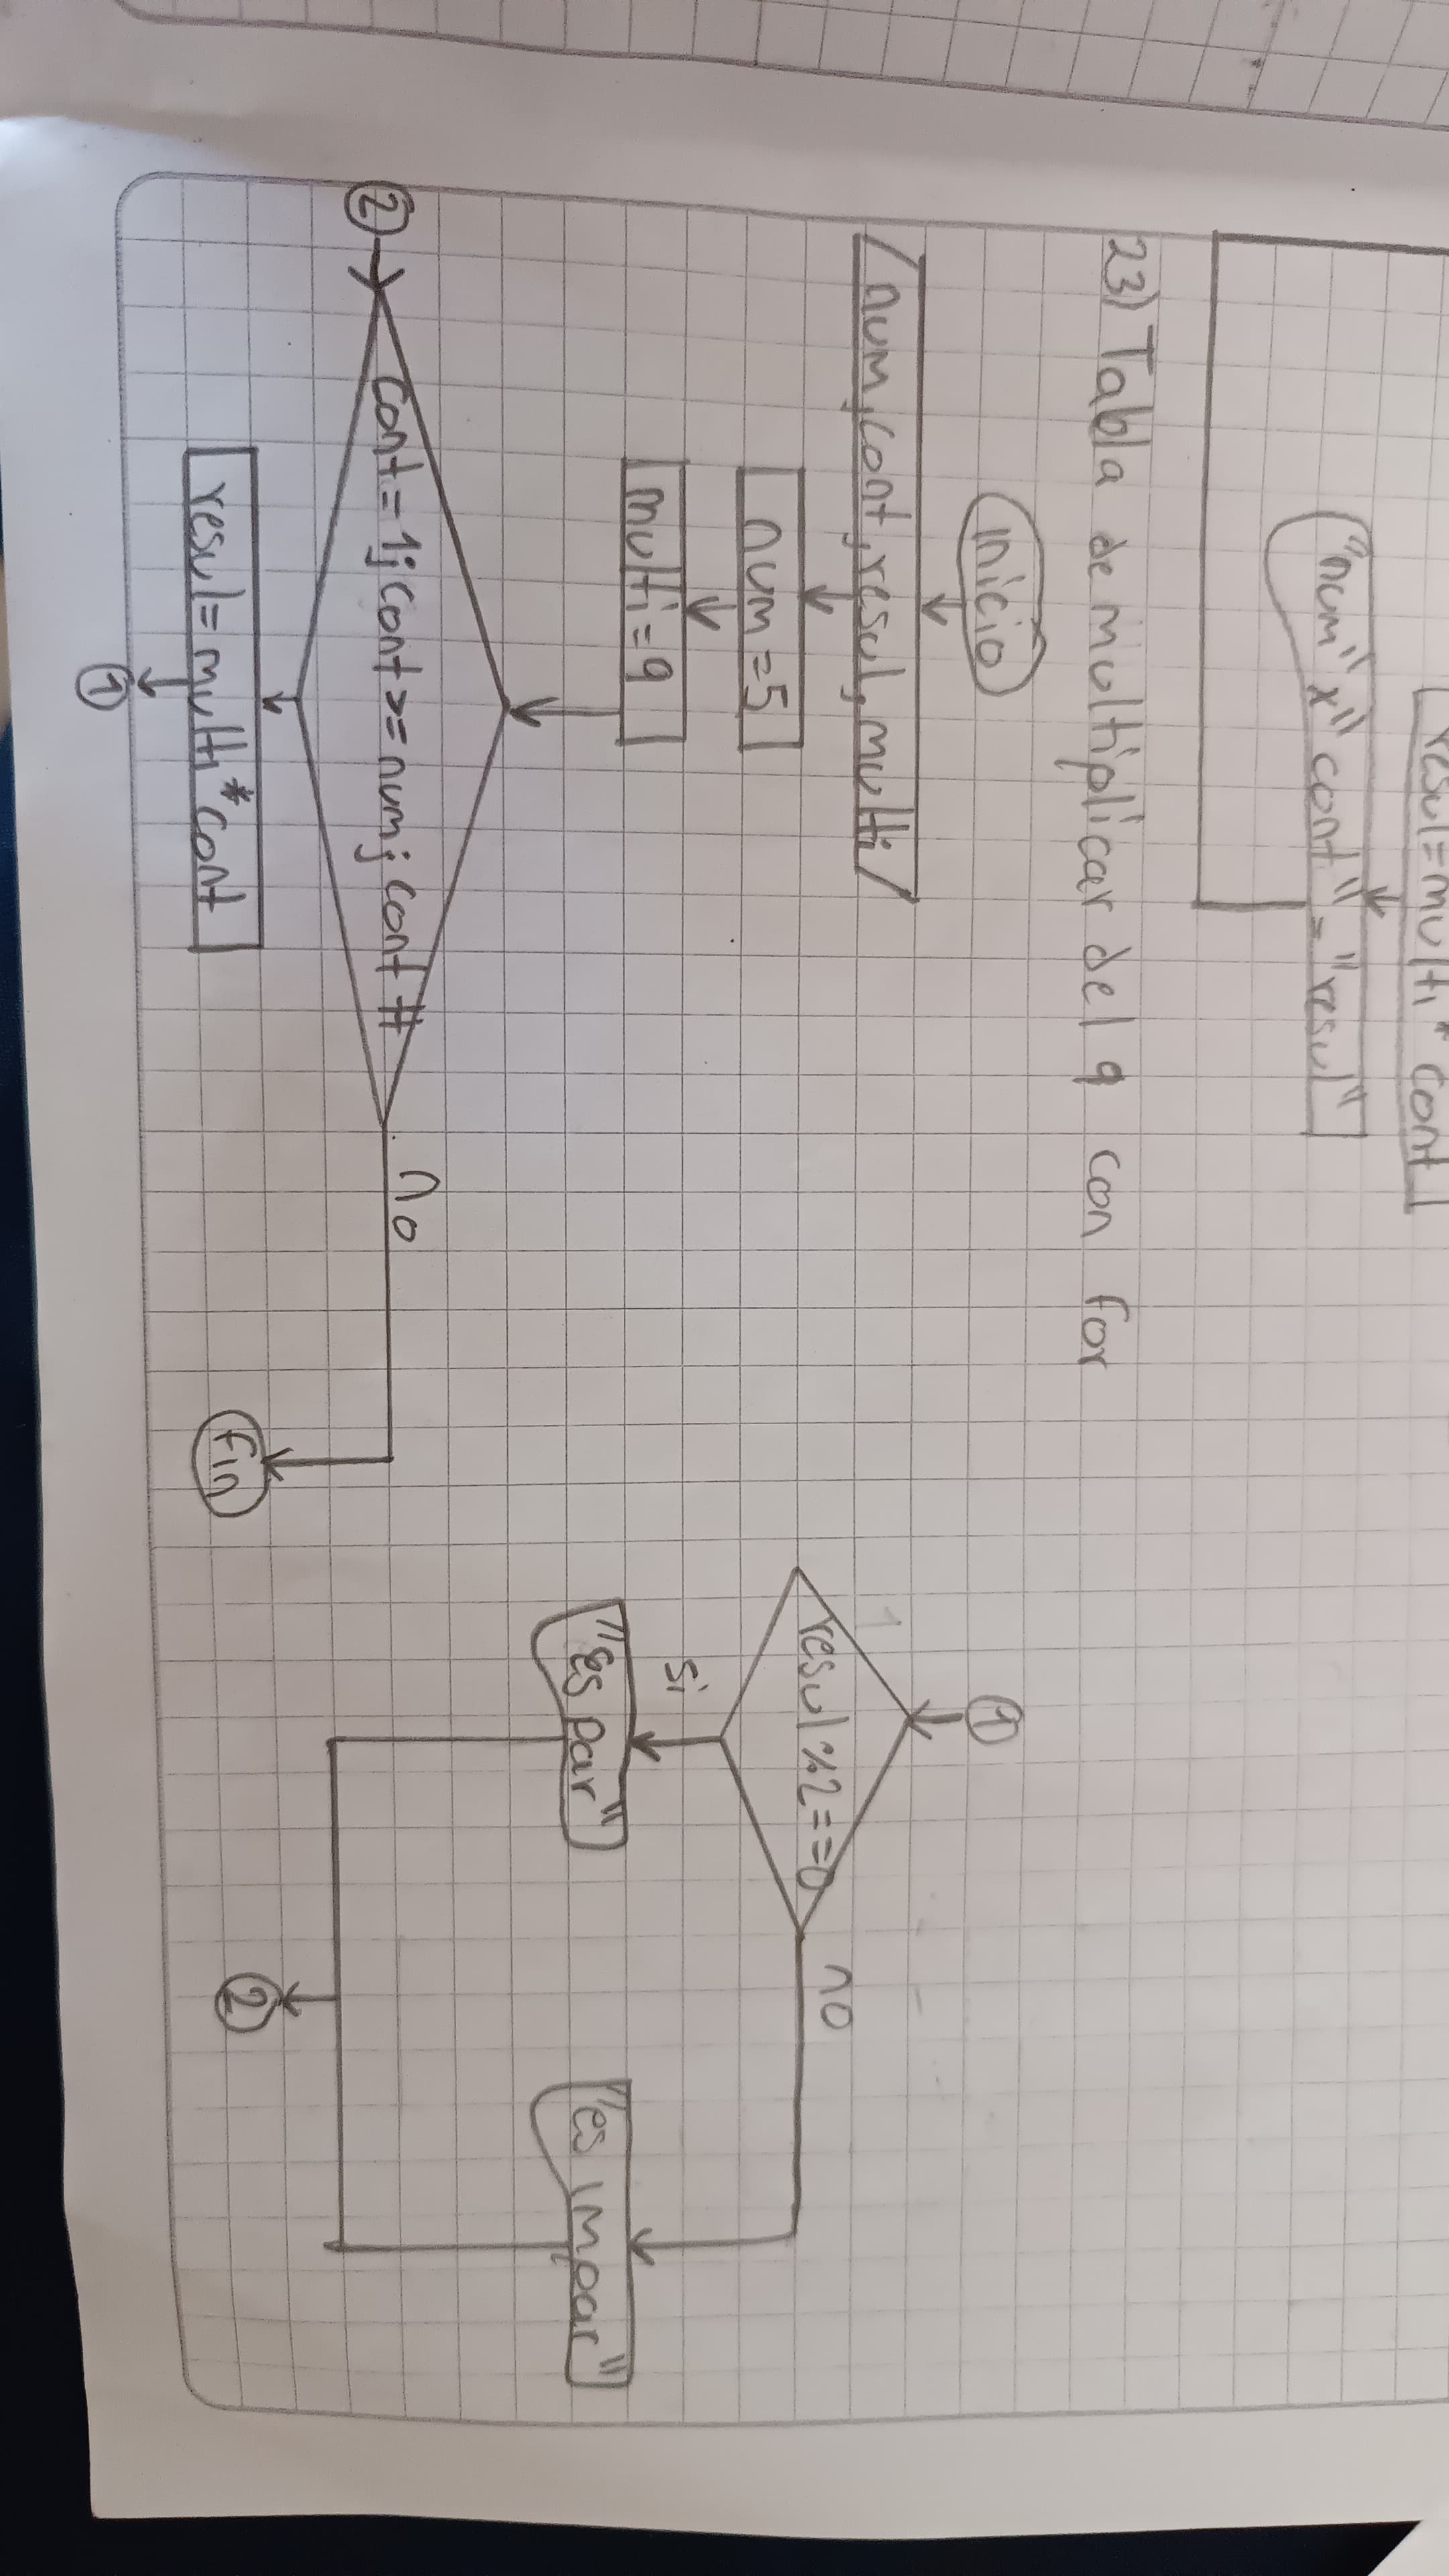 resul=multi*cont
"num" x" cont"="resul"
23) Tabla de multiplicar del 9 con for
inicio
num,cont,resul,multi
num=5
multi=9
2
cont=1; cont>=num; cont++
no
resul=multi*cont
1
fin
1
resul%2==0
no
si
"es par"
"es impar"
2